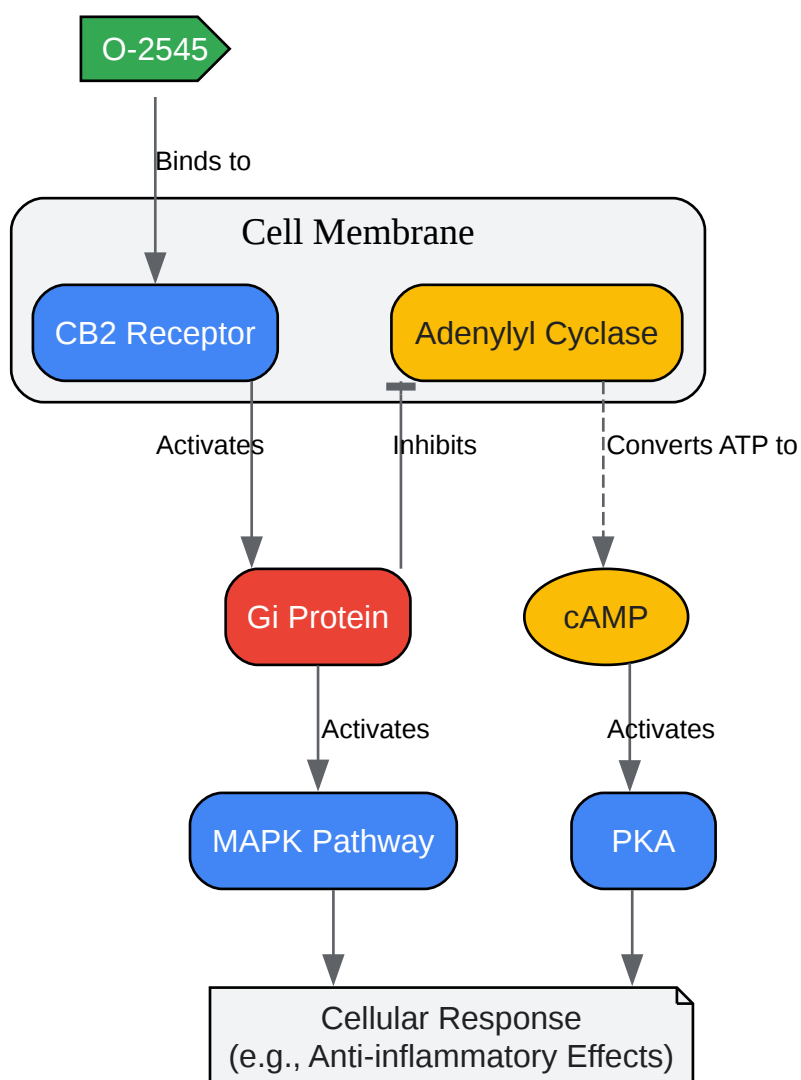 O-2545
Binds to
Cell Membrane
CB2 Receptor
Adenylyl Cyclase
Activates
Inhibits
Converts ATP to
Gi Protein
cAMP
Activates
Activates
MAPK Pathway
PKA
Cellular Response
(e.g., Anti-inflammatory Effects)